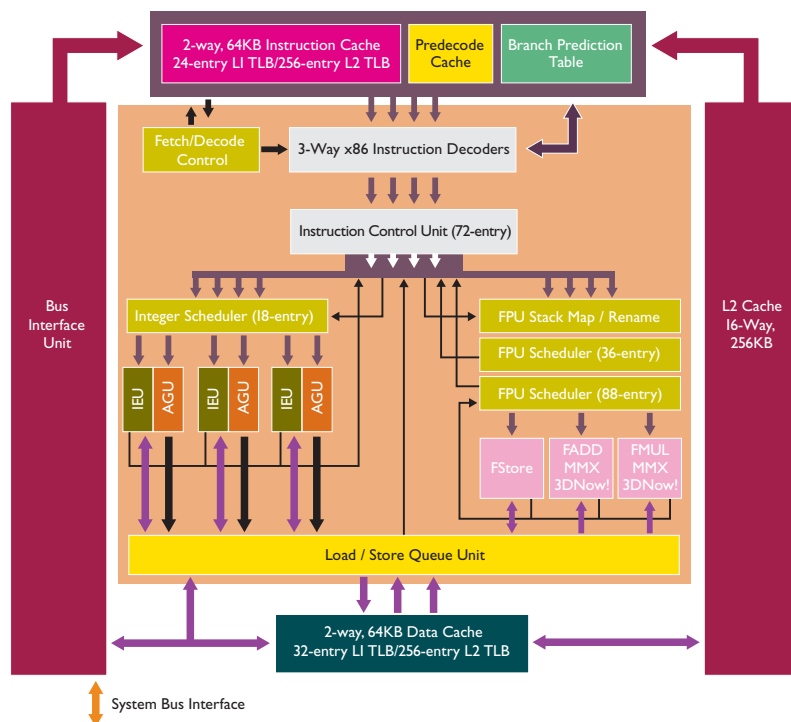 2-way, 64KB Instruction Cache
24-entry LI TLB/256-entry L2 TLB
Predecode
Cache
Branch Prediction
Table
Fetch/Decode
Control
3-Way x86 Instruction Decoders
Instruction Control Unit (72-entry)
Bus
Interface
Unit
L2 Cache
I6-Way,
256KB
Integer Scheduler (I8-entry)
FPU Stack Map / Rename
FPU Scheduler (36-entry)
FPU Scheduler (88-entry)
IEU
AGU
IEU
AGU
IEU
AGU
FStore
FADD
MMX
3DNow!
FMUL
MMX
3DNow!
Load / Store Queue Unit
2-way, 64KB Data Cache
32-entry LI TLB/256-entry L2 TLB
System Bus Interface